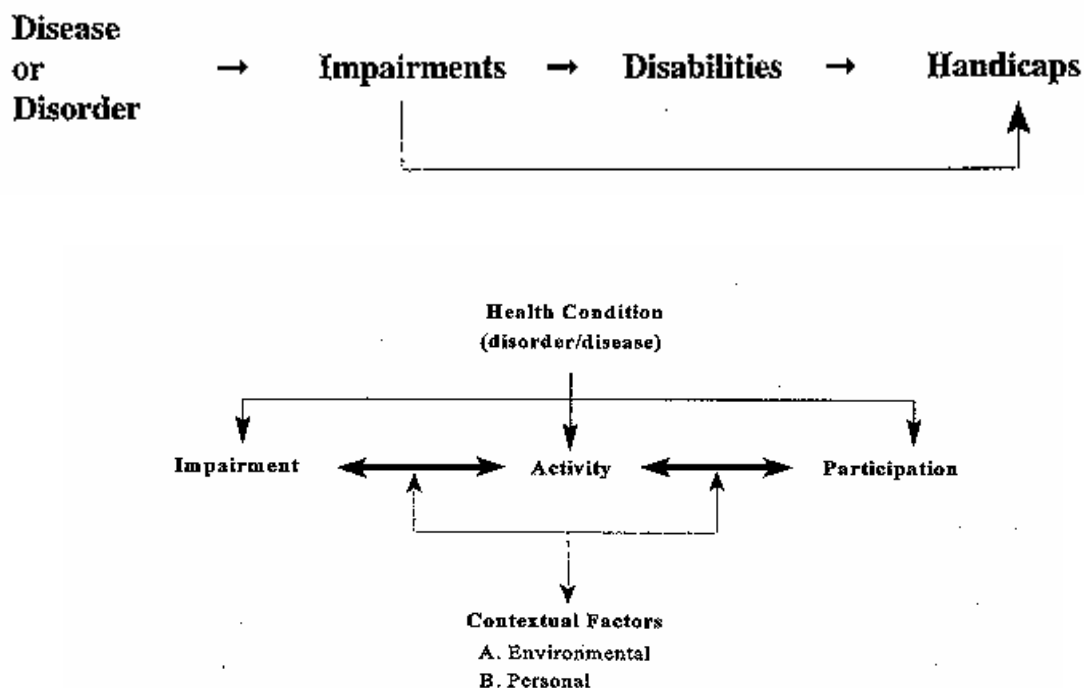 Disease
or
Disorder
Impairments
Disabilities
Handicaps
Health Condition
(disorder/disease)
Impairment
Activity
Participation
Contextual Factors
A. Environmental
B. Personal